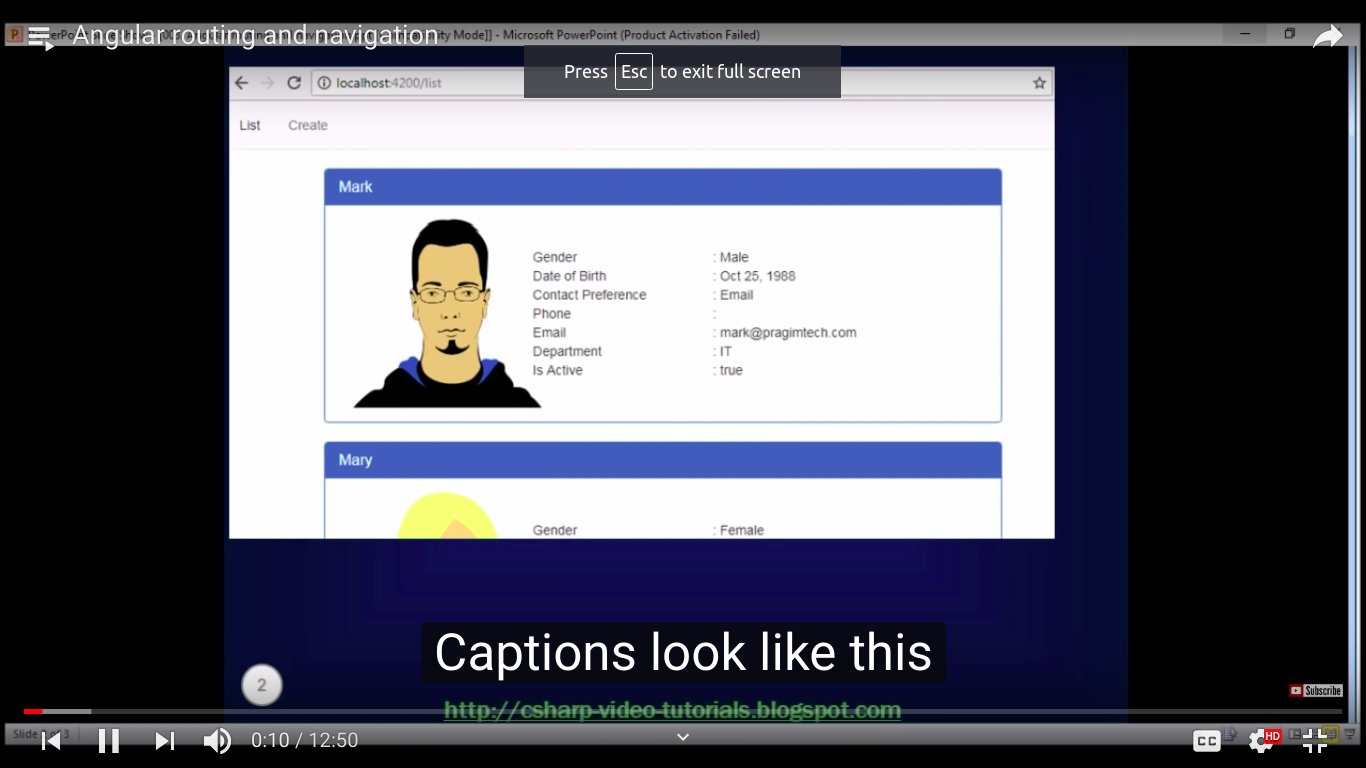 Angular routing and navigation
ity Mode]] - Microsoft PowerPoint (Product Activation Failed)
Press Esc to exit full screen
localhost:4200/list
List Create
Mark
Gender : Male
Date of Birth : Oct 25, 1988
Contact Preference : Email
Phone :
Email : mark@pragimtech.com
Department : IT
Is Active : true
Mary
Gender : Female
Captions look like this
2
Subscribe
http://csharp-video-tutorials.blogspot.com
Slide
0:10 / 12:50
CC
HD